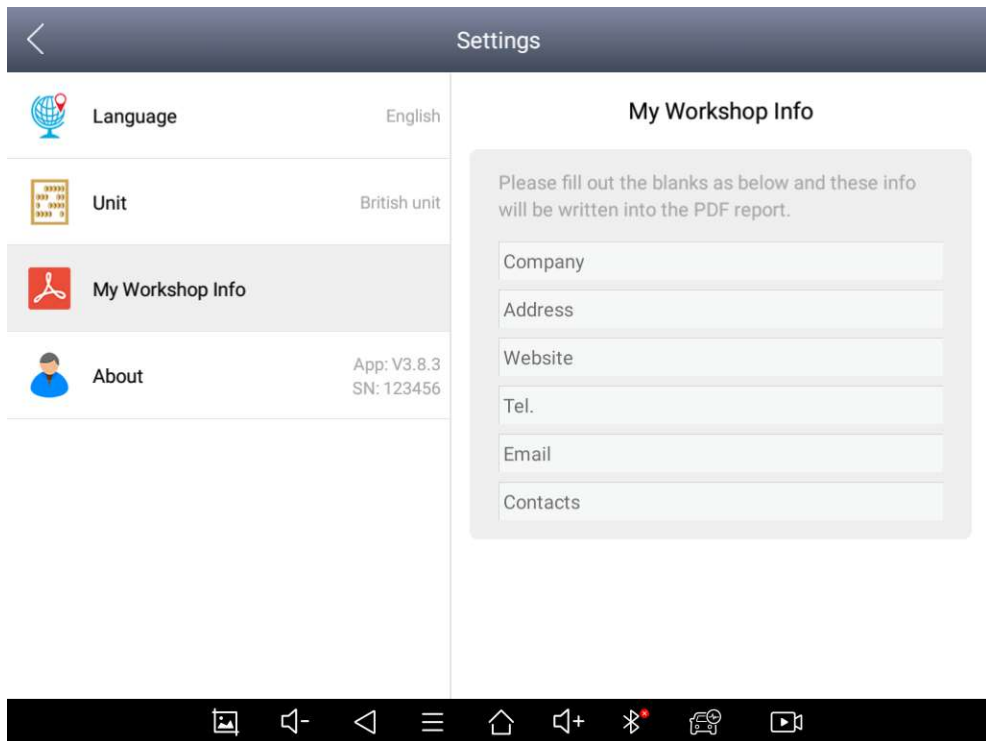 Settings
Language
English
Unit
British unit
My Workshop Info
About
App: V3.8.3
SN: 123456
My Workshop Info
Please fill out the blanks as below and these info
will be written into the PDF report.
Company
Address
Website
Tel.
Email
Contacts